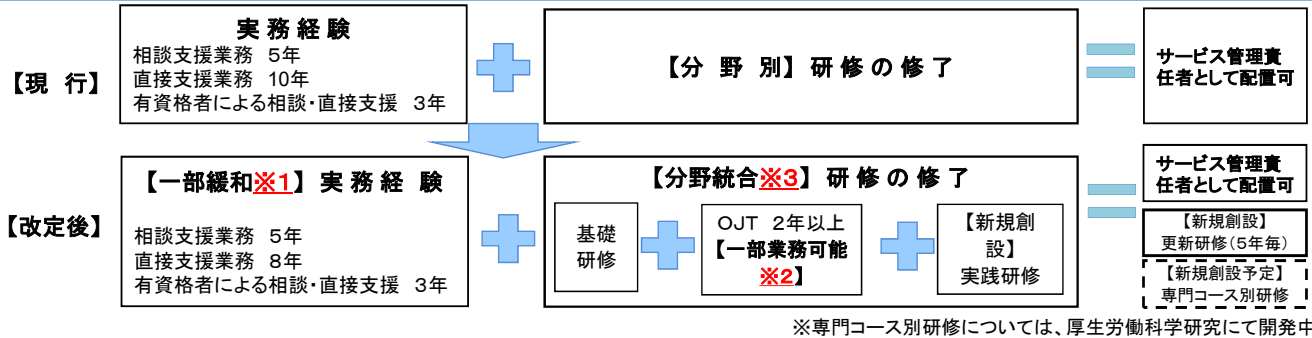 【現 行】
実 務 経 験
相談支援業務 5年
直接支援業務 10年
有資格者による相談・直接支援 3年
【分 野 別】研 修 の 修 了
サービス管理責
任者として配置可
【改定後】
【一部緩和※1】 実 務 経 験
相談支援業務 5年
直接支援業務 8年
有資格者による相談・直接支援 3年
【分野統合※3】 研 修 の 修 了
基礎
研修
OJT 2年以上
【一部業務可能
※2】
【新規創
設】
実践研修
サービス管理責
任者として配置可
【新規創設】
更新研修(5年毎)
【新規創設予定】
専門コース別研修
※専門コース別研修については、厚生労働科学研究にて開発中